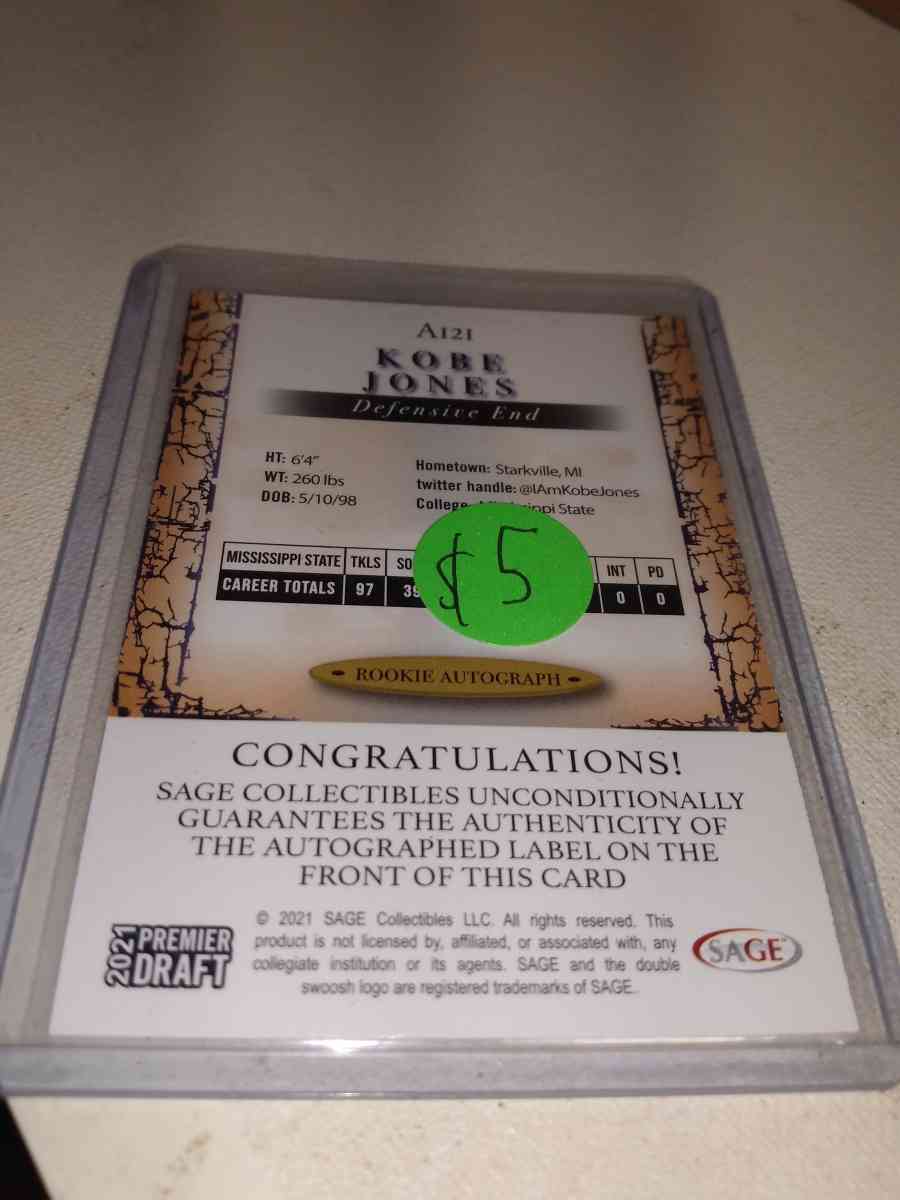 A121
KOBE
JONES
Defensive End
HT: 6'4"
WT: 260 lbs
DOB: 5/10/98
Hometown: Starkville, MI
twitter handle: @IAmKobeJones
College: State
MISSISSIPPI STATE TKLS SO INT PD
CAREER TOTALS 97 39 0 0
$5
• ROOKIE AUTOGRAPH •
CONGRATULATIONS!
SAGE COLLECTIBLES UNCONDITIONALLY
GUARANTEES THE AUTHENTICITY OF
THE AUTOGRAPHED LABEL ON THE
FRONT OF THIS CARD
2021 PREMIER
DRAFT
© 2021 SAGE Collectibles LLC. All rights reserved. This
product is not licensed by, affiliated, or associated with, any
collegiate institution or its agents. SAGE and the double
swoosh logo are registered trademarks of SAGE.
SAGE™